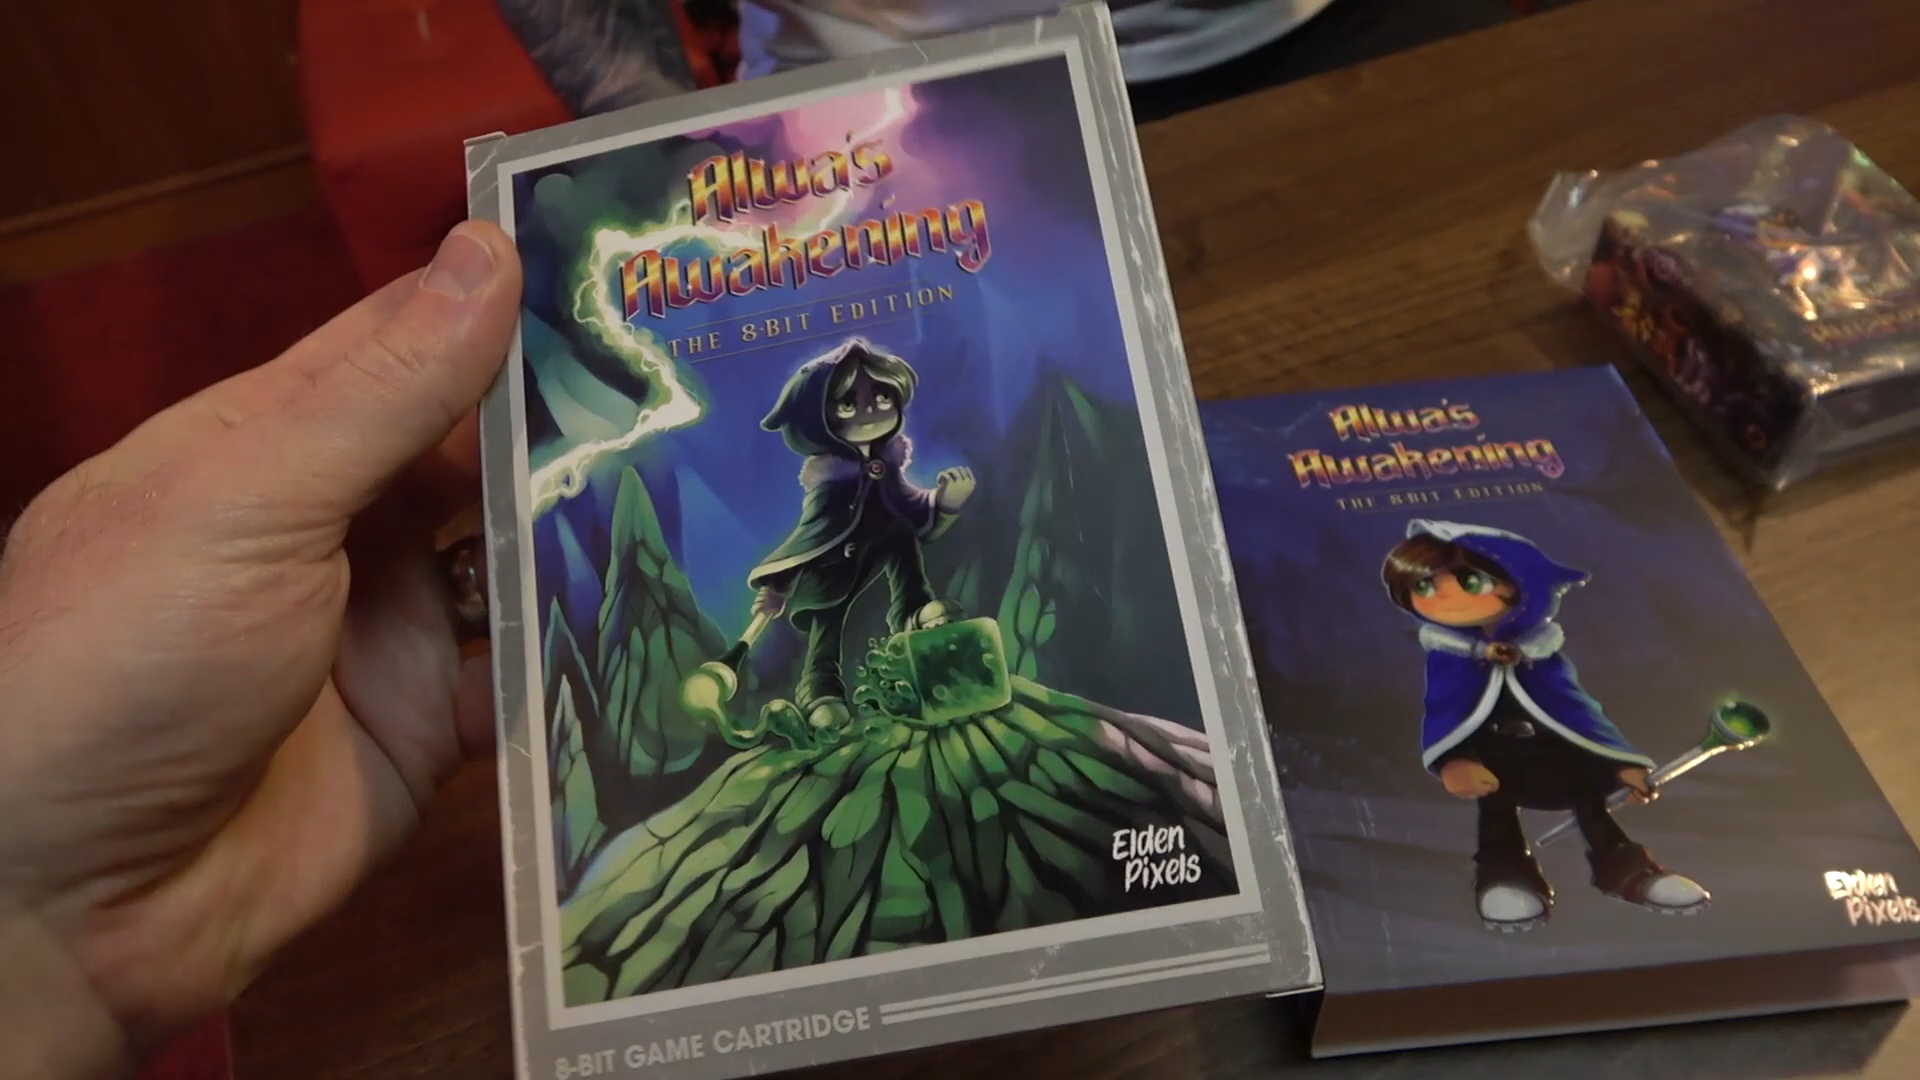 Alwa's
Awakening
THE 8-BIT EDITION
Elden
Pixels
8-BIT GAME CARTRIDGE
Alwa's
Awakening
THE 8-BIT EDITION
Elden
Pixels